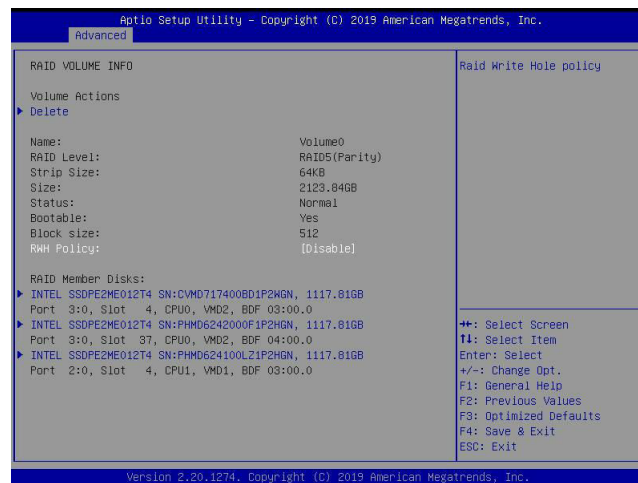 Aptio Setup Utility – Copyright (C) 2019 American Megatrends, Inc.
Advanced
RAID VOLUME INFO
Volume Actions
Delete
Name: Volume0
RAID Level: RAID5(Parity)
Strip Size: 64KB
Size: 2123.84GB
Status: Normal
Bootable: Yes
Block size: 512
RWH Policy: [Disable]
RAID Member Disks:
INTEL SSDPE2ME012T4 SN:CVMD717400BD1P2WGN, 1117.81GB
Port 3:0, Slot 4, CPU0, VMD2, BDF 03:00.0
INTEL SSDPE2ME012T4 SN:PHMD6242000F1P2HGN, 1117.81GB
Port 3:0, Slot 37, CPU0, VMD2, BDF 04:00.0
INTEL SSDPE2ME012T4 SN:PHMD624100LZ1P2HGN, 1117.81GB
Port 2:0, Slot 4, CPU1, VMD1, BDF 03:00.0
Raid Write Hole policy
→←: Select Screen
↑↓: Select Item
Enter: Select
+/-: Change Opt.
F1: General Help
F2: Previous Values
F3: Optimized Defaults
F4: Save & Exit
ESC: Exit
Version 2.20.1274. Copyright (C) 2019 American Megatrends, Inc.